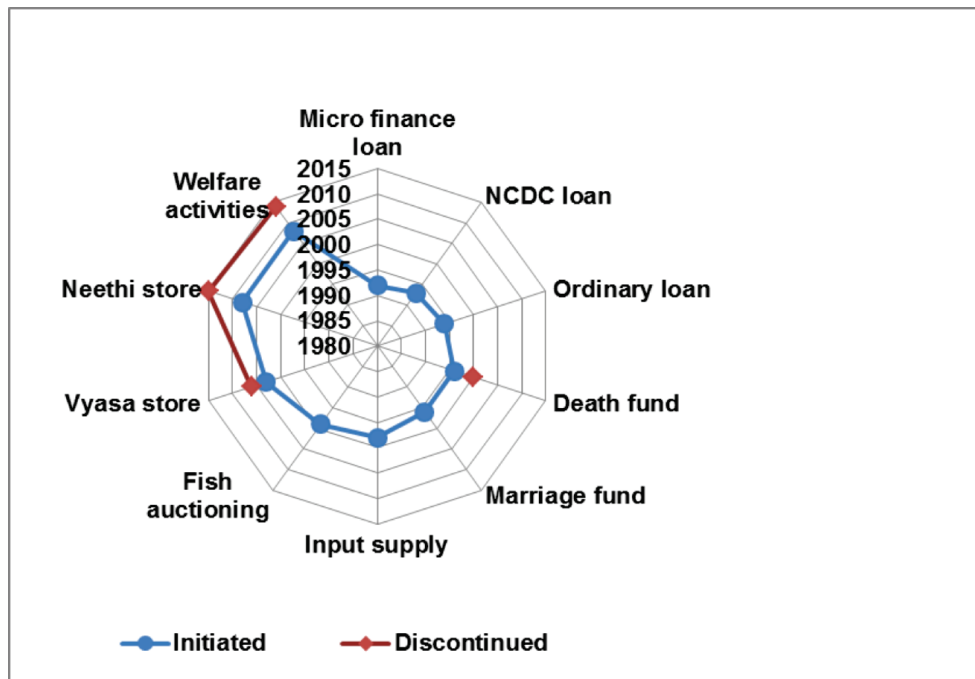 Micro finance
loan
NCDC loan
Ordinary loan
Death fund
Marriage fund
Input supply
Fish
auctioning
Vyasa store
Neethi store
Welfare
activities
2015
2010
2005
2000
1995
1990
1985
1980
Initiated
Discontinued